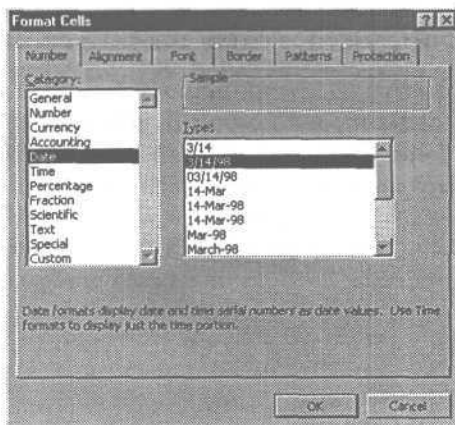 Format Cells
Number Alignment Font Border Patterns Protection
Category:
General
Number
Currency
Accounting
Date
Time
Percentage
Fraction
Scientific
Text
Special
Custom
Sample
Type:
3/14
3/14/98
03/14/98
14-Mar
14-Mar-98
14-Mar-98
Mar-98
March-98
Date formats display date and time serial numbers as date values. Use Time
formats to display just the time portion.
OK Cancel